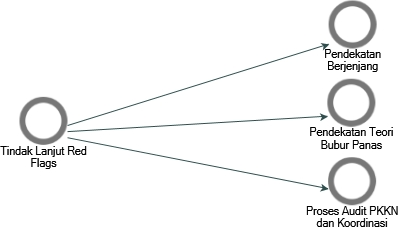 Pendekatan
Berjenjang
Tindak Lanjut Red
Flags
Pendekatan Teori
Bubur Panas
Proses Audit PKKN
dan Koordinasi